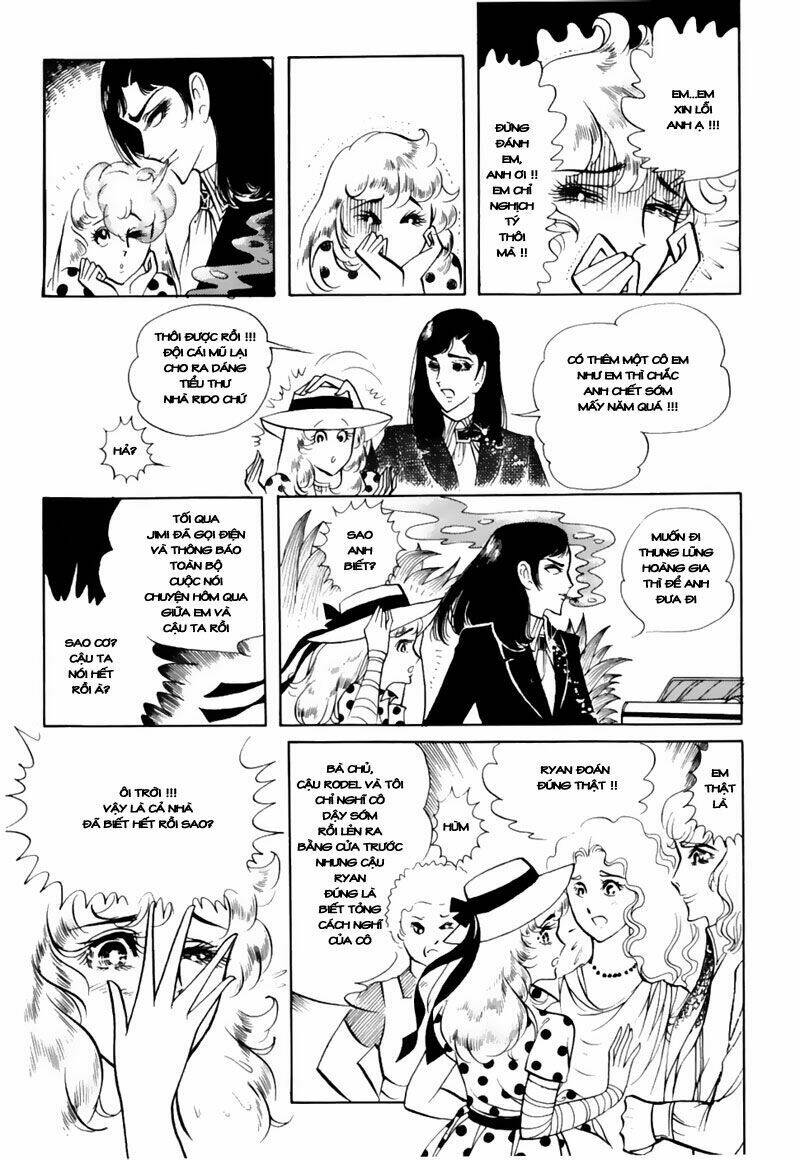 EM...EM
XIN LỖI
ANH Ạ !!!
ĐỪNG
ĐÁNH
EM,
ANH ƠI !!
EM CHỈ
NGHỊCH
TÝ
THÔI
MÀ !!
THÔI ĐƯỢC RỒI !!!
ĐỘI CÁI MŨ LẠI
CHO RA DÁNG
TIỂU THƯ
NHÀ RIDO CHỨ
HẢ?
CÓ THÊM MỘT CÔ EM
NHƯ EM THÌ CHẮC
ANH CHẾT SỚM
MẤY NĂM QUÁ !!!
TỐI QUA
JIMI ĐÃ GỌI ĐIỆN
VÀ THÔNG BÁO
TOÀN BỘ
CUỘC NÓI
CHUYỆN HÔM QUA
GIỮA EM VÀ
CẬU TA RỒI
SAO CƠ?
CẬU TA
NÓI HẾT
RỒI À?
SAO
ANH
BIẾT?
MUỐN ĐI
THUNG LŨNG
HOÀNG GIA
THÌ ĐỂ ANH
ĐƯA ĐI
ÔI TRỜI !!!
VẬY LÀ CẢ NHÀ
ĐÃ BIẾT HẾT RỒI SAO?
BÀ CHỦ,
CẬU RODEL VÀ TÔI
CHỈ NGHĨ CÔ
DẬY SỚM
RỒI LẺN RA
BẰNG CỬA TRƯỚC
NHƯNG CẬU
RYAN
ĐÚNG LÀ
BIẾT TỎNG
CÁCH NGHĨ
CỦA CÔ
HỪM
RYAN ĐOÁN
ĐÚNG THẬT !!
EM
THẬT
LÀ